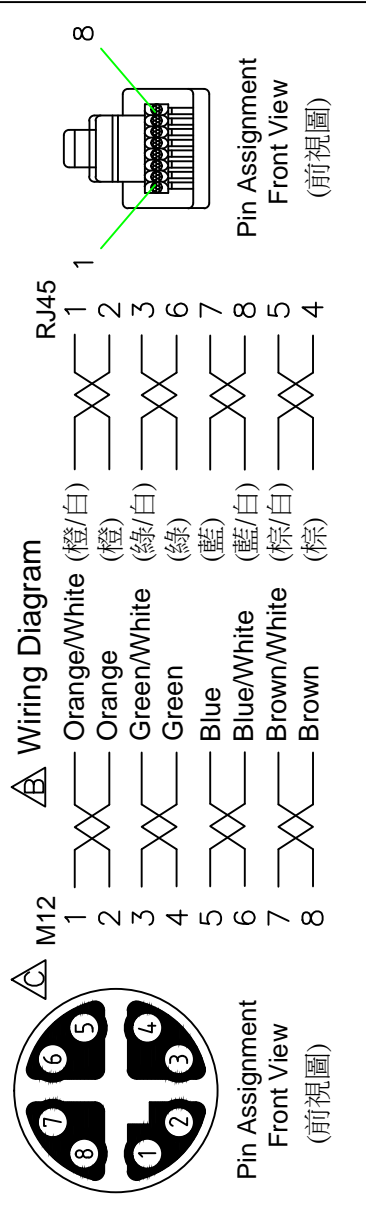 C M12 B Wiring Diagram RJ45
1 Orange/White (橙/白) 1
2 Orange (橙) 2
3 Green/White (綠/白) 3
4 Green (綠) 6
5 Blue (藍) 7
6 Blue/White (藍/白) 8
7 Brown/White (棕/白) 5
8 Brown (棕) 4
7 6
8 5
1 4
2 3
Pin Assignment
Front View
(前視圖)
1 8
Pin Assignment
Front View
(前視圖)